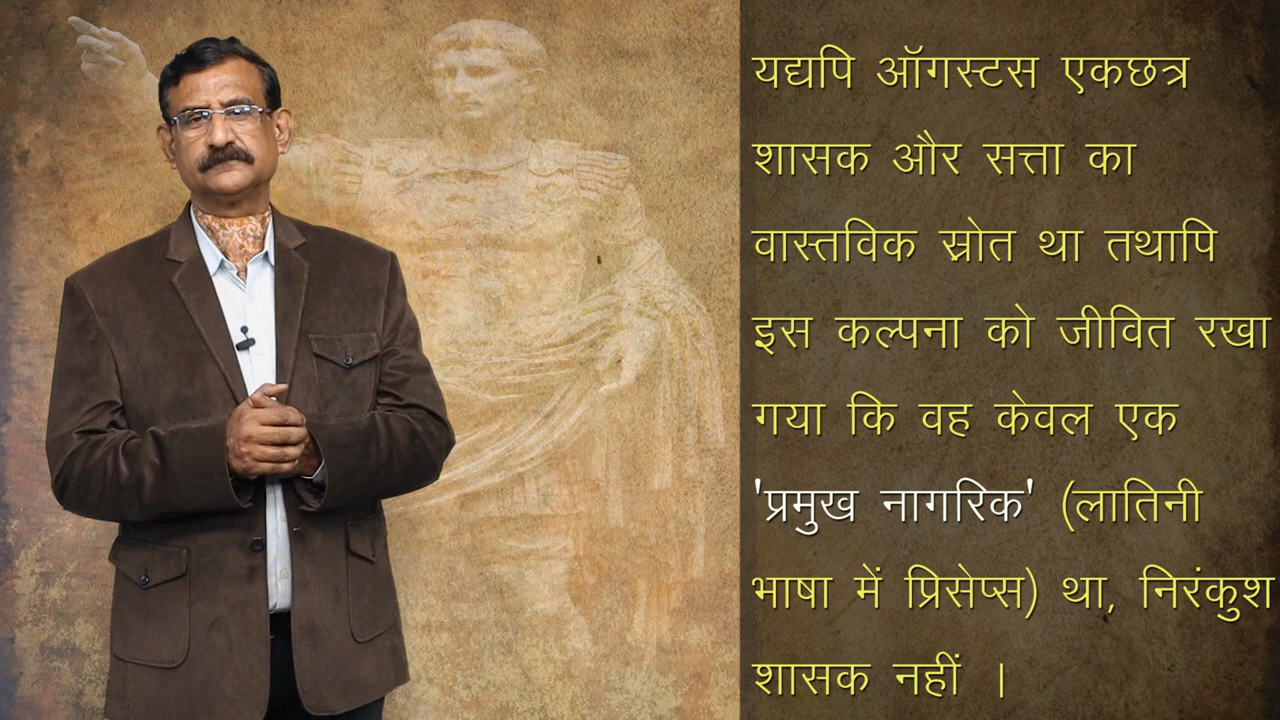 यद्यपि ऑगस्टस एकछत्र
शासक और सत्ता का
वास्तविक स्रोत था तथापि
इस कल्पना को जीवित रखा
गया कि वह केवल एक
'प्रमुख नागरिक' (लातिनी
भाषा में प्रिसेप्स) था, निरंकुश
शासक नहीं ।